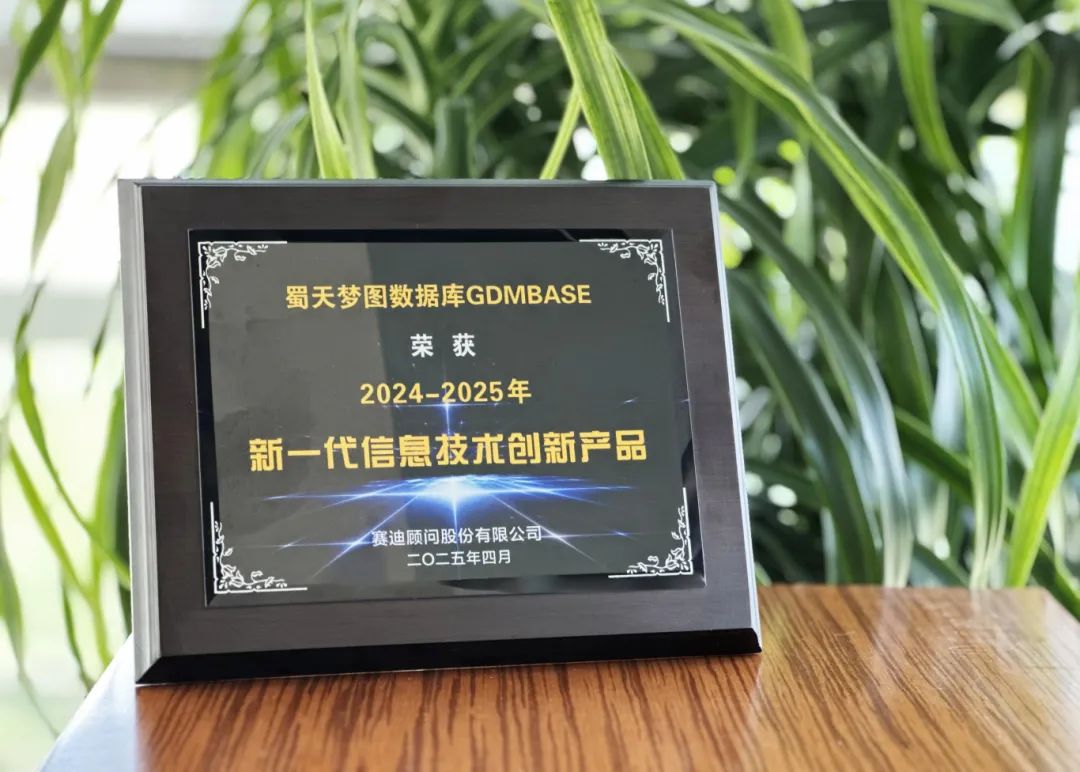 蜀天梦图数据库GDMBASE
荣 获
2024-2025年
新一代信息技术创新产品
赛迪顾问股份有限公司
二〇二五年四月